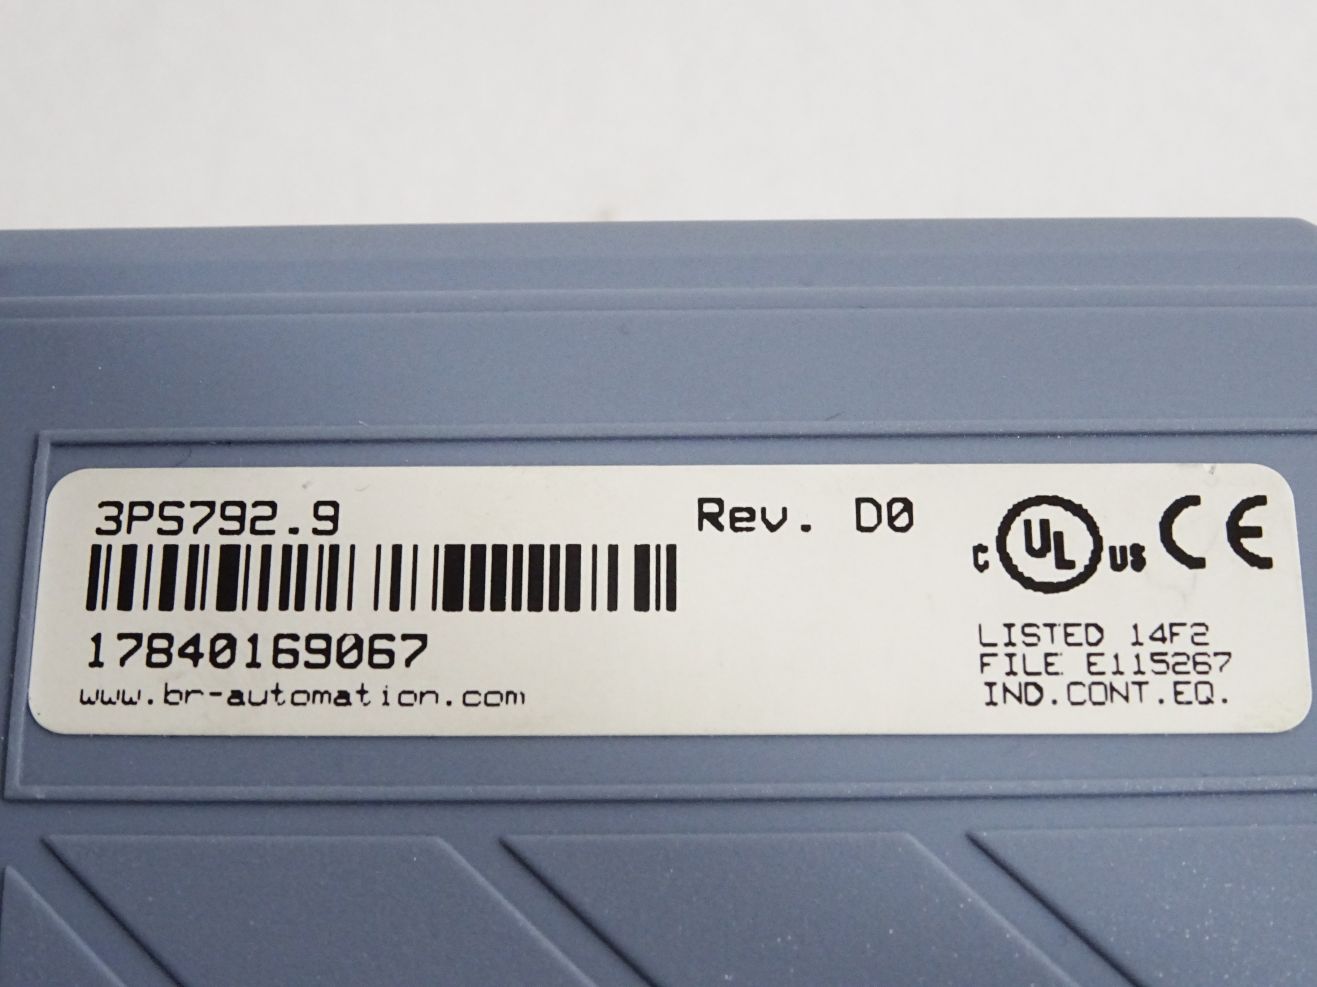 3PS792.9 Rev. D0
17840169067
www.br-automation.com
C UL US CE
LISTED 14F2
FILE E115267
IND.CONT.EQ.